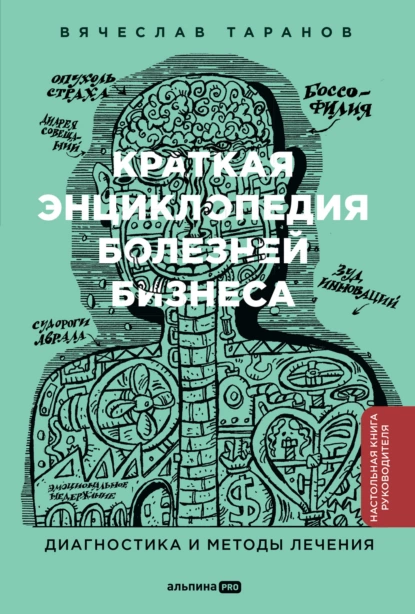 ВЯЧЕСЛАВ ТАРАНОВ
ОПУХОЛЬ
СТРАХА
БОССО-
ФИЛИЯ
ДИАРЕЯ
СОВЕЩА-
НИЙ
КРАТКАЯ
ЭНЦИКЛОПЕДИЯ
БОЛЕЗНЕЙ
БИЗНЕСА
ЗУД
ИННОВАЦИЙ
СУДОРОГИ
АВРАЛА
ЭМОЦИОНАЛЬНОЕ
НЕДЕРЖАНИЕ
НАСТОЛЬНАЯ КНИГА
РУКОВОДИТЕЛЯ
ДИАГНОСТИКА И МЕТОДЫ ЛЕЧЕНИЯ
альпина PRO